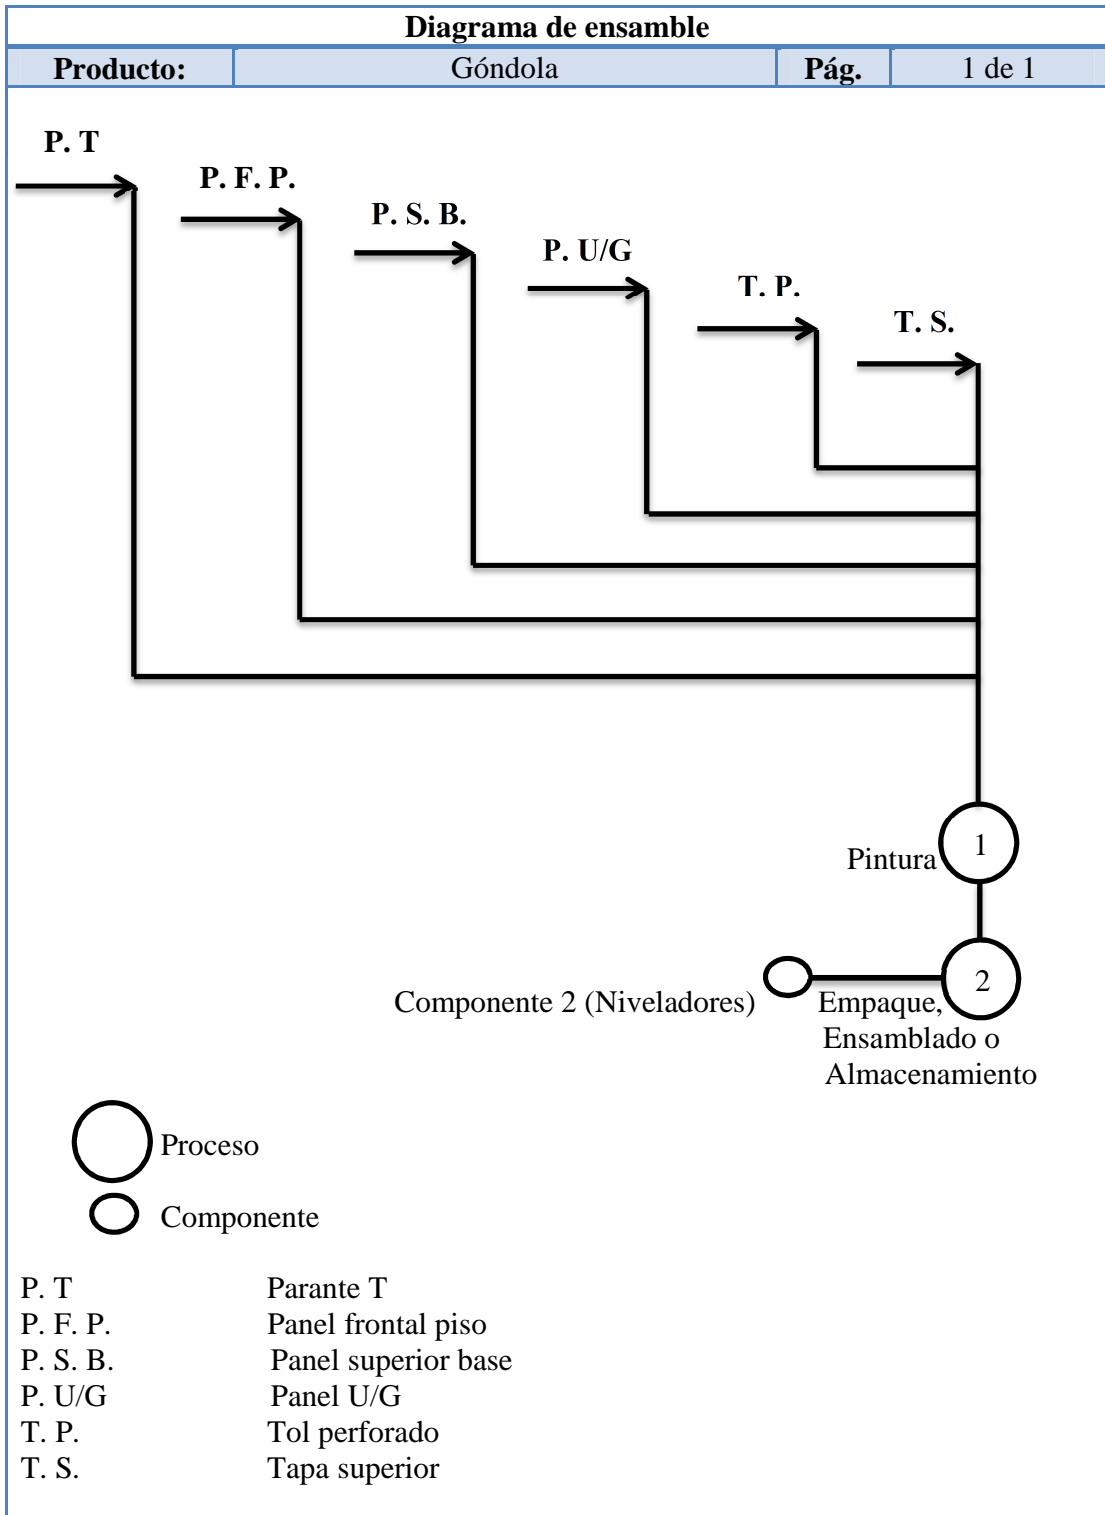 Diagrama de ensamble
Producto: Góndola Pág. 1 de 1
P. T
P. F. P.
P. S. B.
P. U/G
T. P.
T. S.
1
Pintura
2
Componente 2 (Niveladores)
Empaque,
Ensamblado o
Almacenamiento
Proceso
Componente
P. T Parante T
P. F. P. Panel frontal piso
P. S. B. Panel superior base
P. U/G Panel U/G
T. P. Tol perforado
T. S. Tapa superior